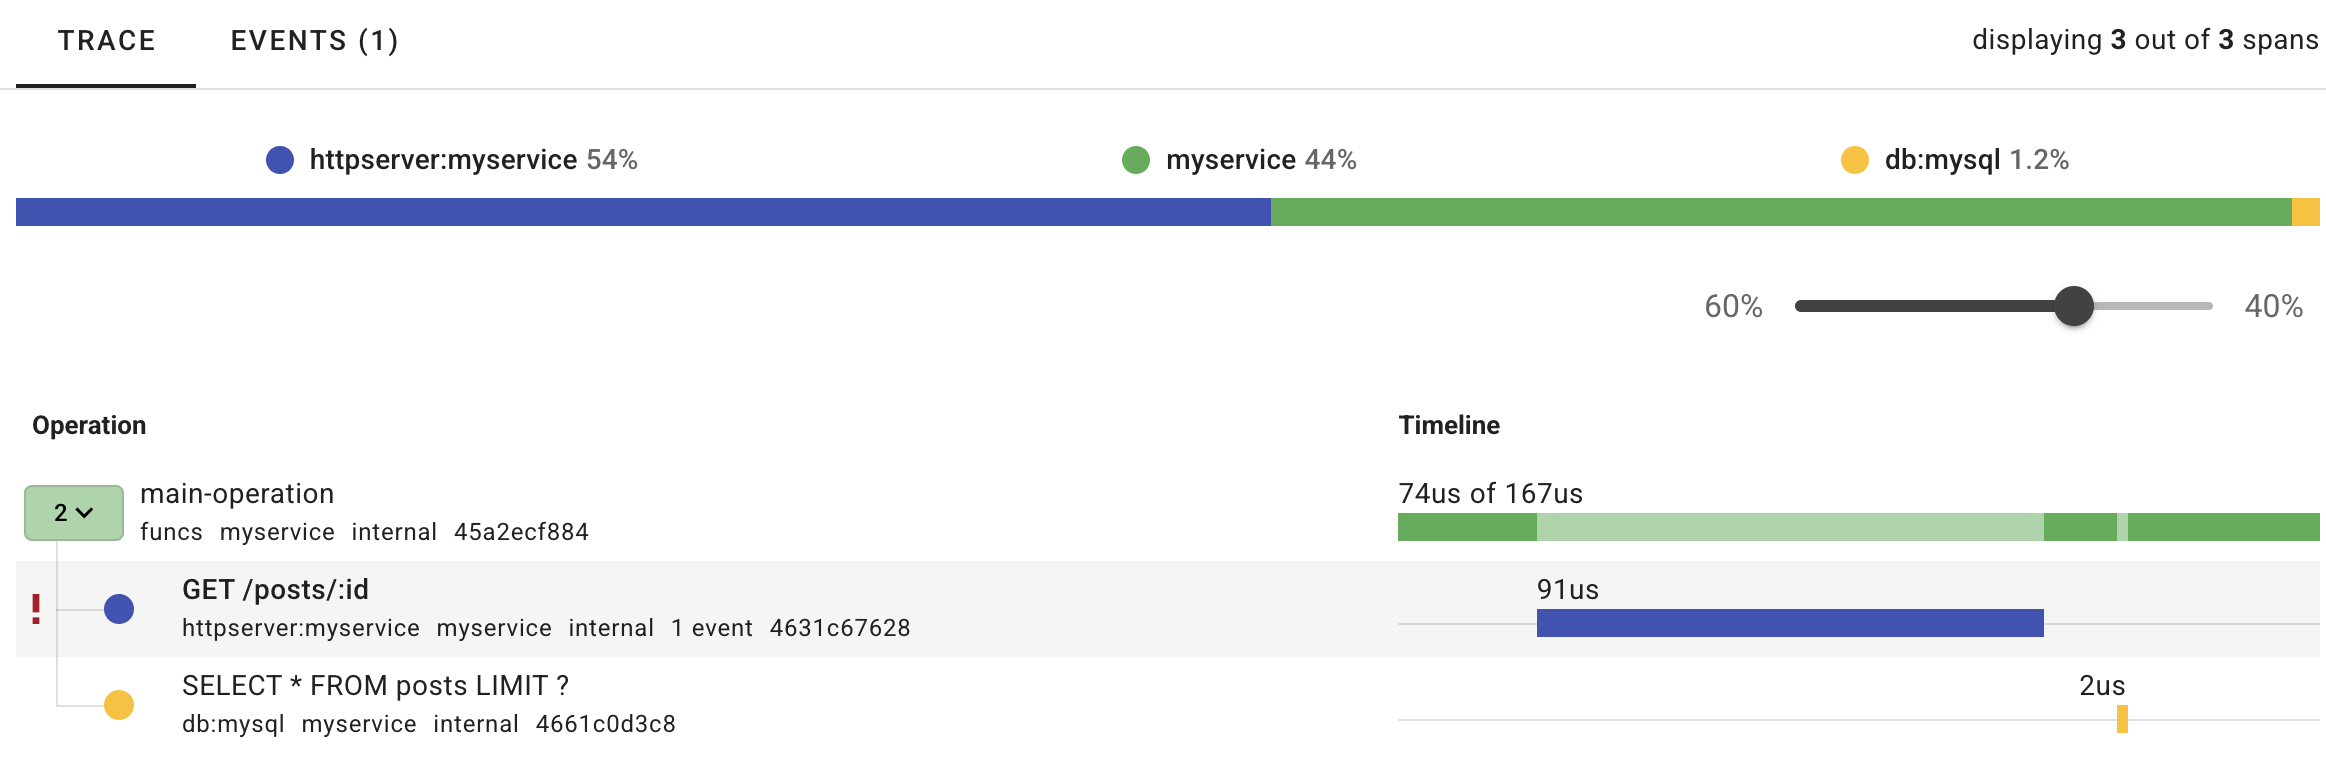 TRACE EVENTS (1) displaying 3 out of 3 spans
httpserver:myservice 54% myservice 44% db:mysql 1.2%
60% 40%
Operation Timeline
2 main-operation 74us of 167us
funcs myservice internal 45a2ecf884
! GET /posts/:id 91us
httpserver:myservice myservice internal 1 event 4631c67628
SELECT * FROM posts LIMIT ? 2us
db:mysql myservice internal 4661c0d3c8